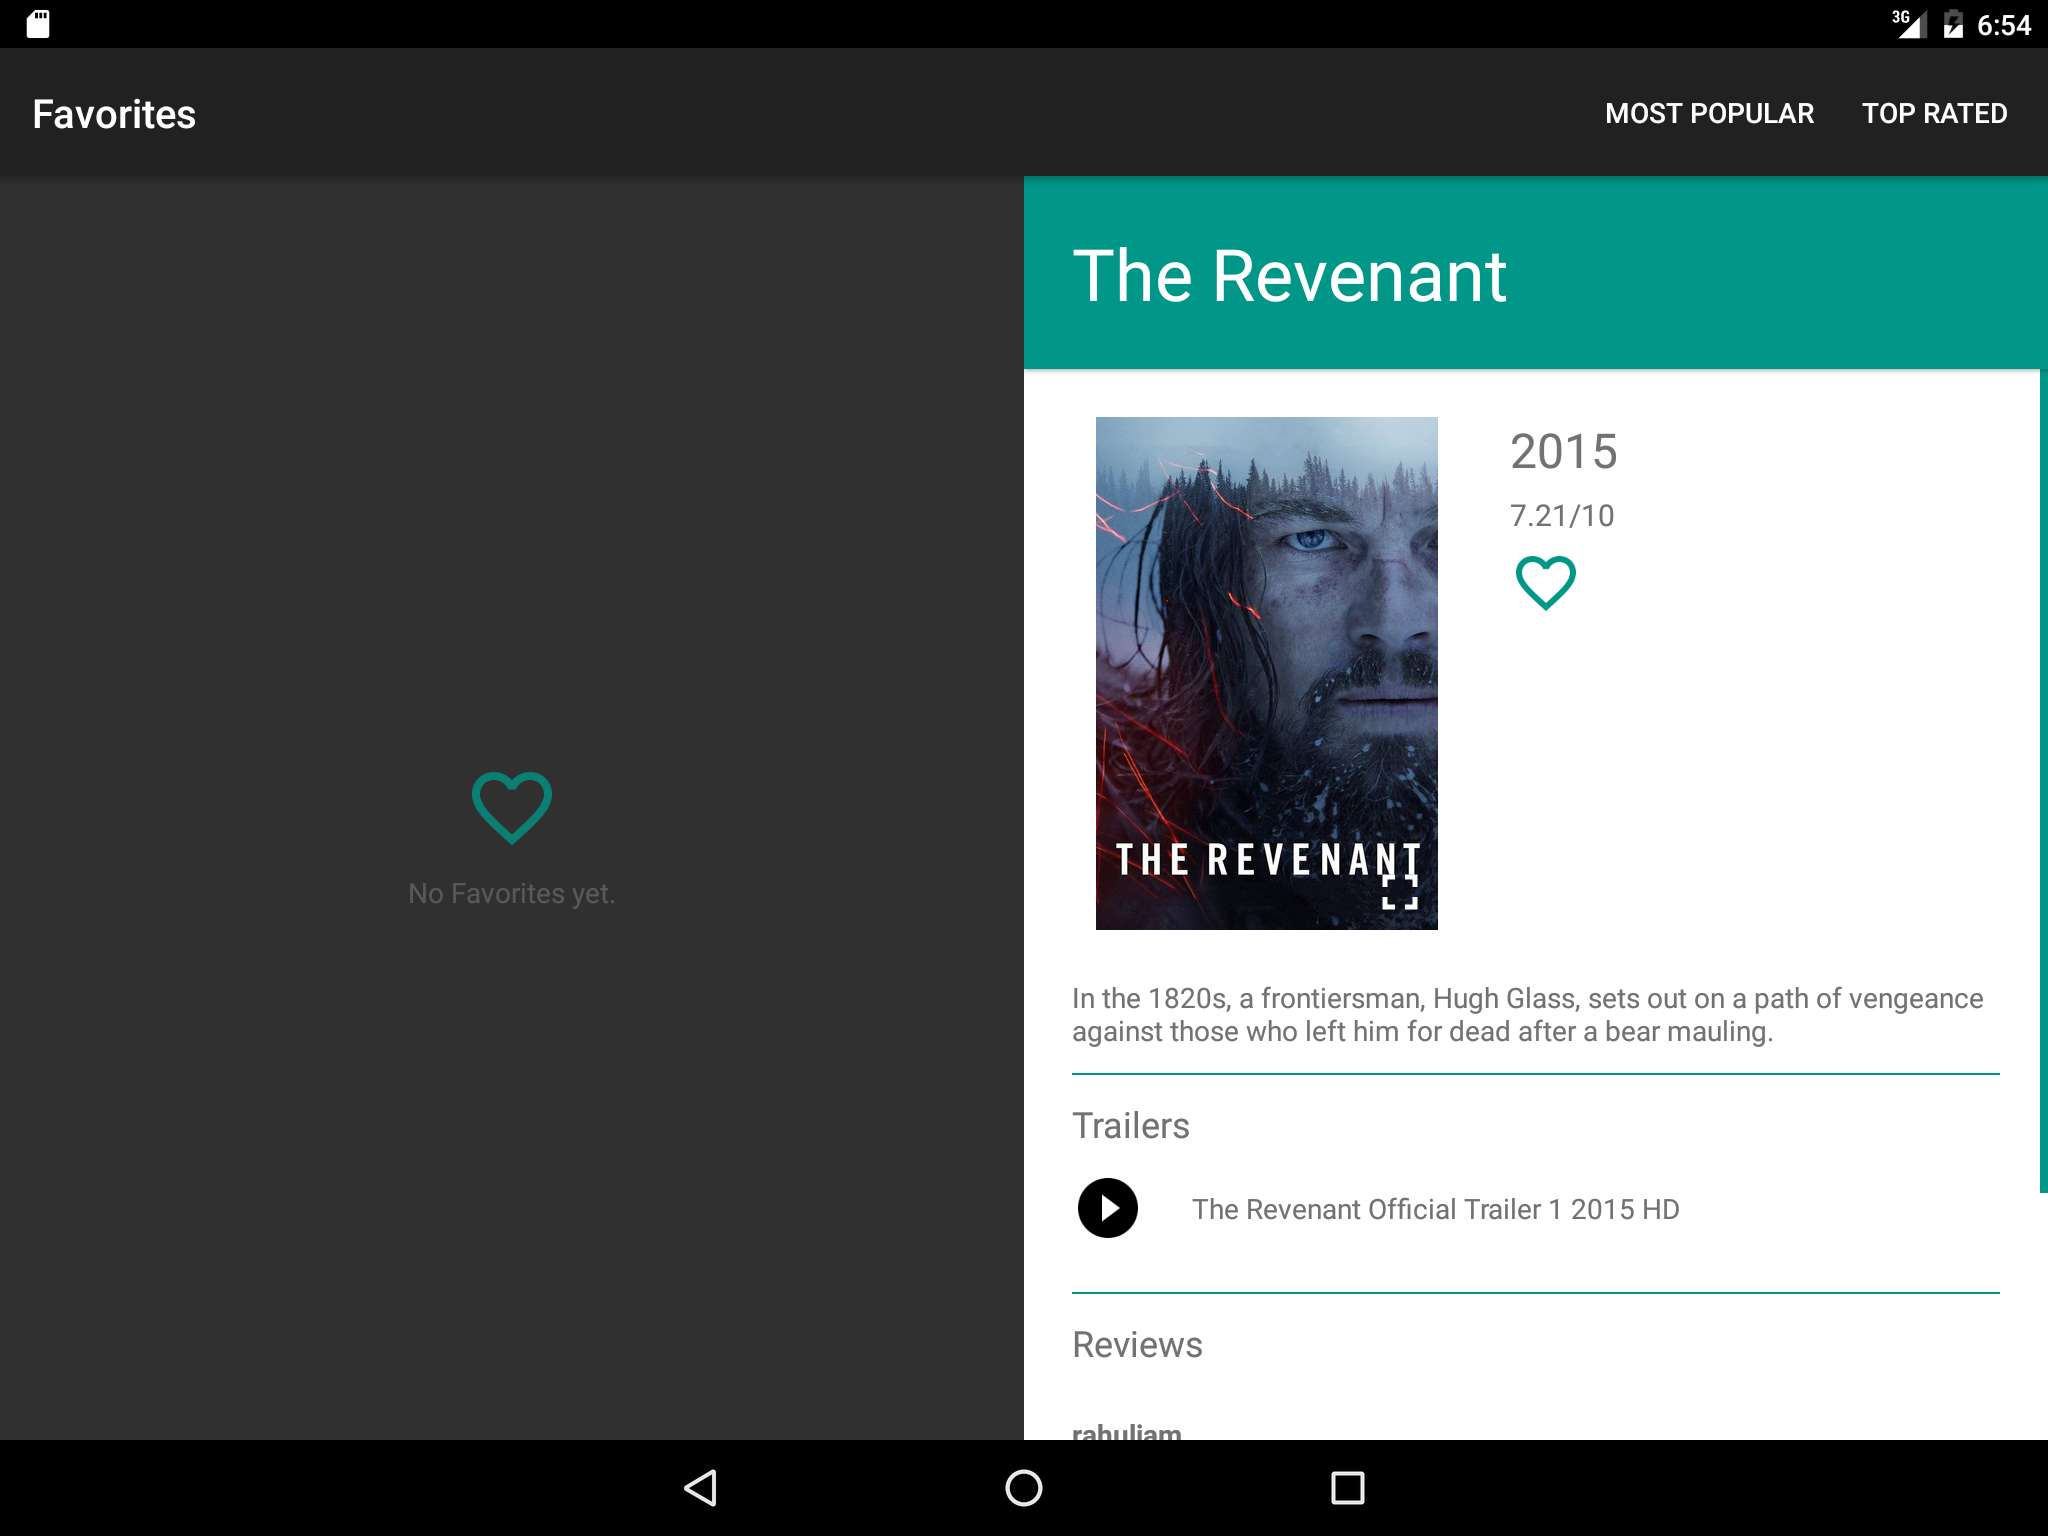 3G 6:54
Favorites
MOST POPULAR TOP RATED
No Favorites yet.
The Revenant
THE REVENANT
2015
7.21/10
In the 1820s, a frontiersman, Hugh Glass, sets out on a path of vengeance
against those who left him for dead after a bear mauling.
Trailers
The Revenant Official Trailer 1 2015 HD
Reviews